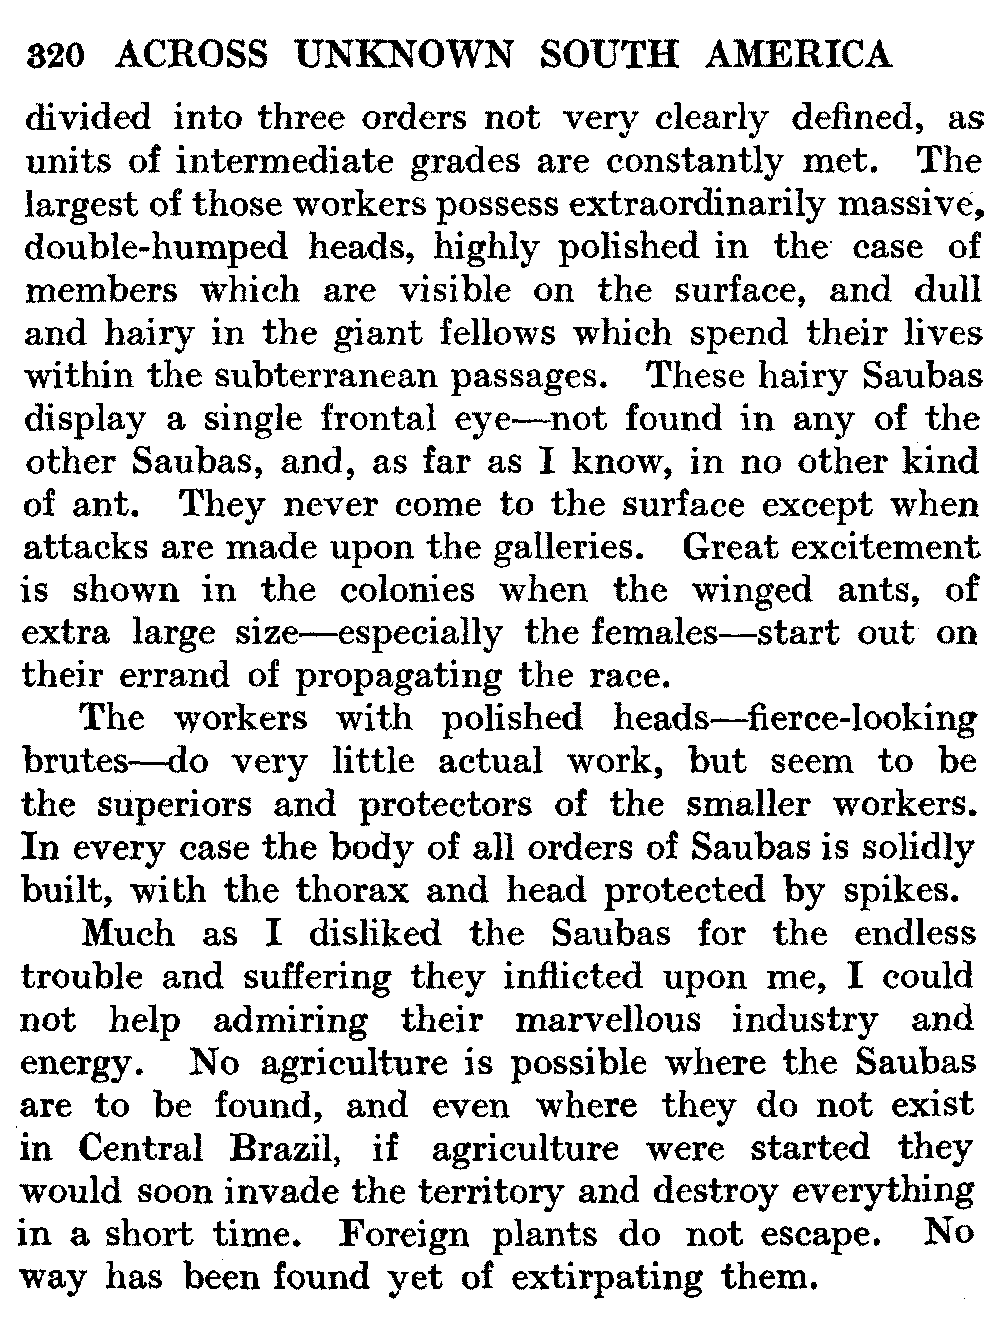 320 ACROSS UNKNOWN SOUTH AMERICA
divided into three orders not very clearly defined, as
units of intermediate grades are constantly met. The
largest of those workers possess extraordinarily massive,
double-humped heads, highly polished in the case of
members which are visible on the surface, and dull
and hairy in the giant fellows which spend their lives
within the subterranean passages. These hairy Saubas
display a single frontal eye—not found in any of the
other Saubas, and, as far as I know, in no other kind
of ant. They never come to the surface except when
attacks are made upon the galleries. Great excitement
is shown in the colonies when the winged ants, of
extra large size—especially the females—start out on
their errand of propagating the race.
The workers with polished heads—fierce-looking
brutes—do very little actual work, but seem to be
the superiors and protectors of the smaller workers.
In every case the body of all orders of Saubas is solidly
built, with the thorax and head protected by spikes.
Much as I disliked the Saubas for the endless
trouble and suffering they inflicted upon me, I could
not help admiring their marvellous industry and
energy. No agriculture is possible where the Saubas
are to be found, and even where they do not exist
in Central Brazil, if agriculture were started they
would soon invade the territory and destroy everything
in a short time. Foreign plants do not escape. No
way has been found yet of extirpating them.